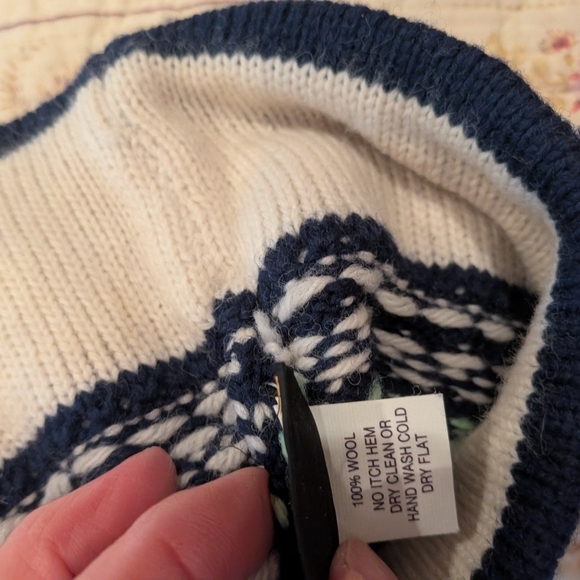 100% WOOL
NO ITCH HEM
DRY CLEAN OR
HAND WASH COLD
DRY FLAT